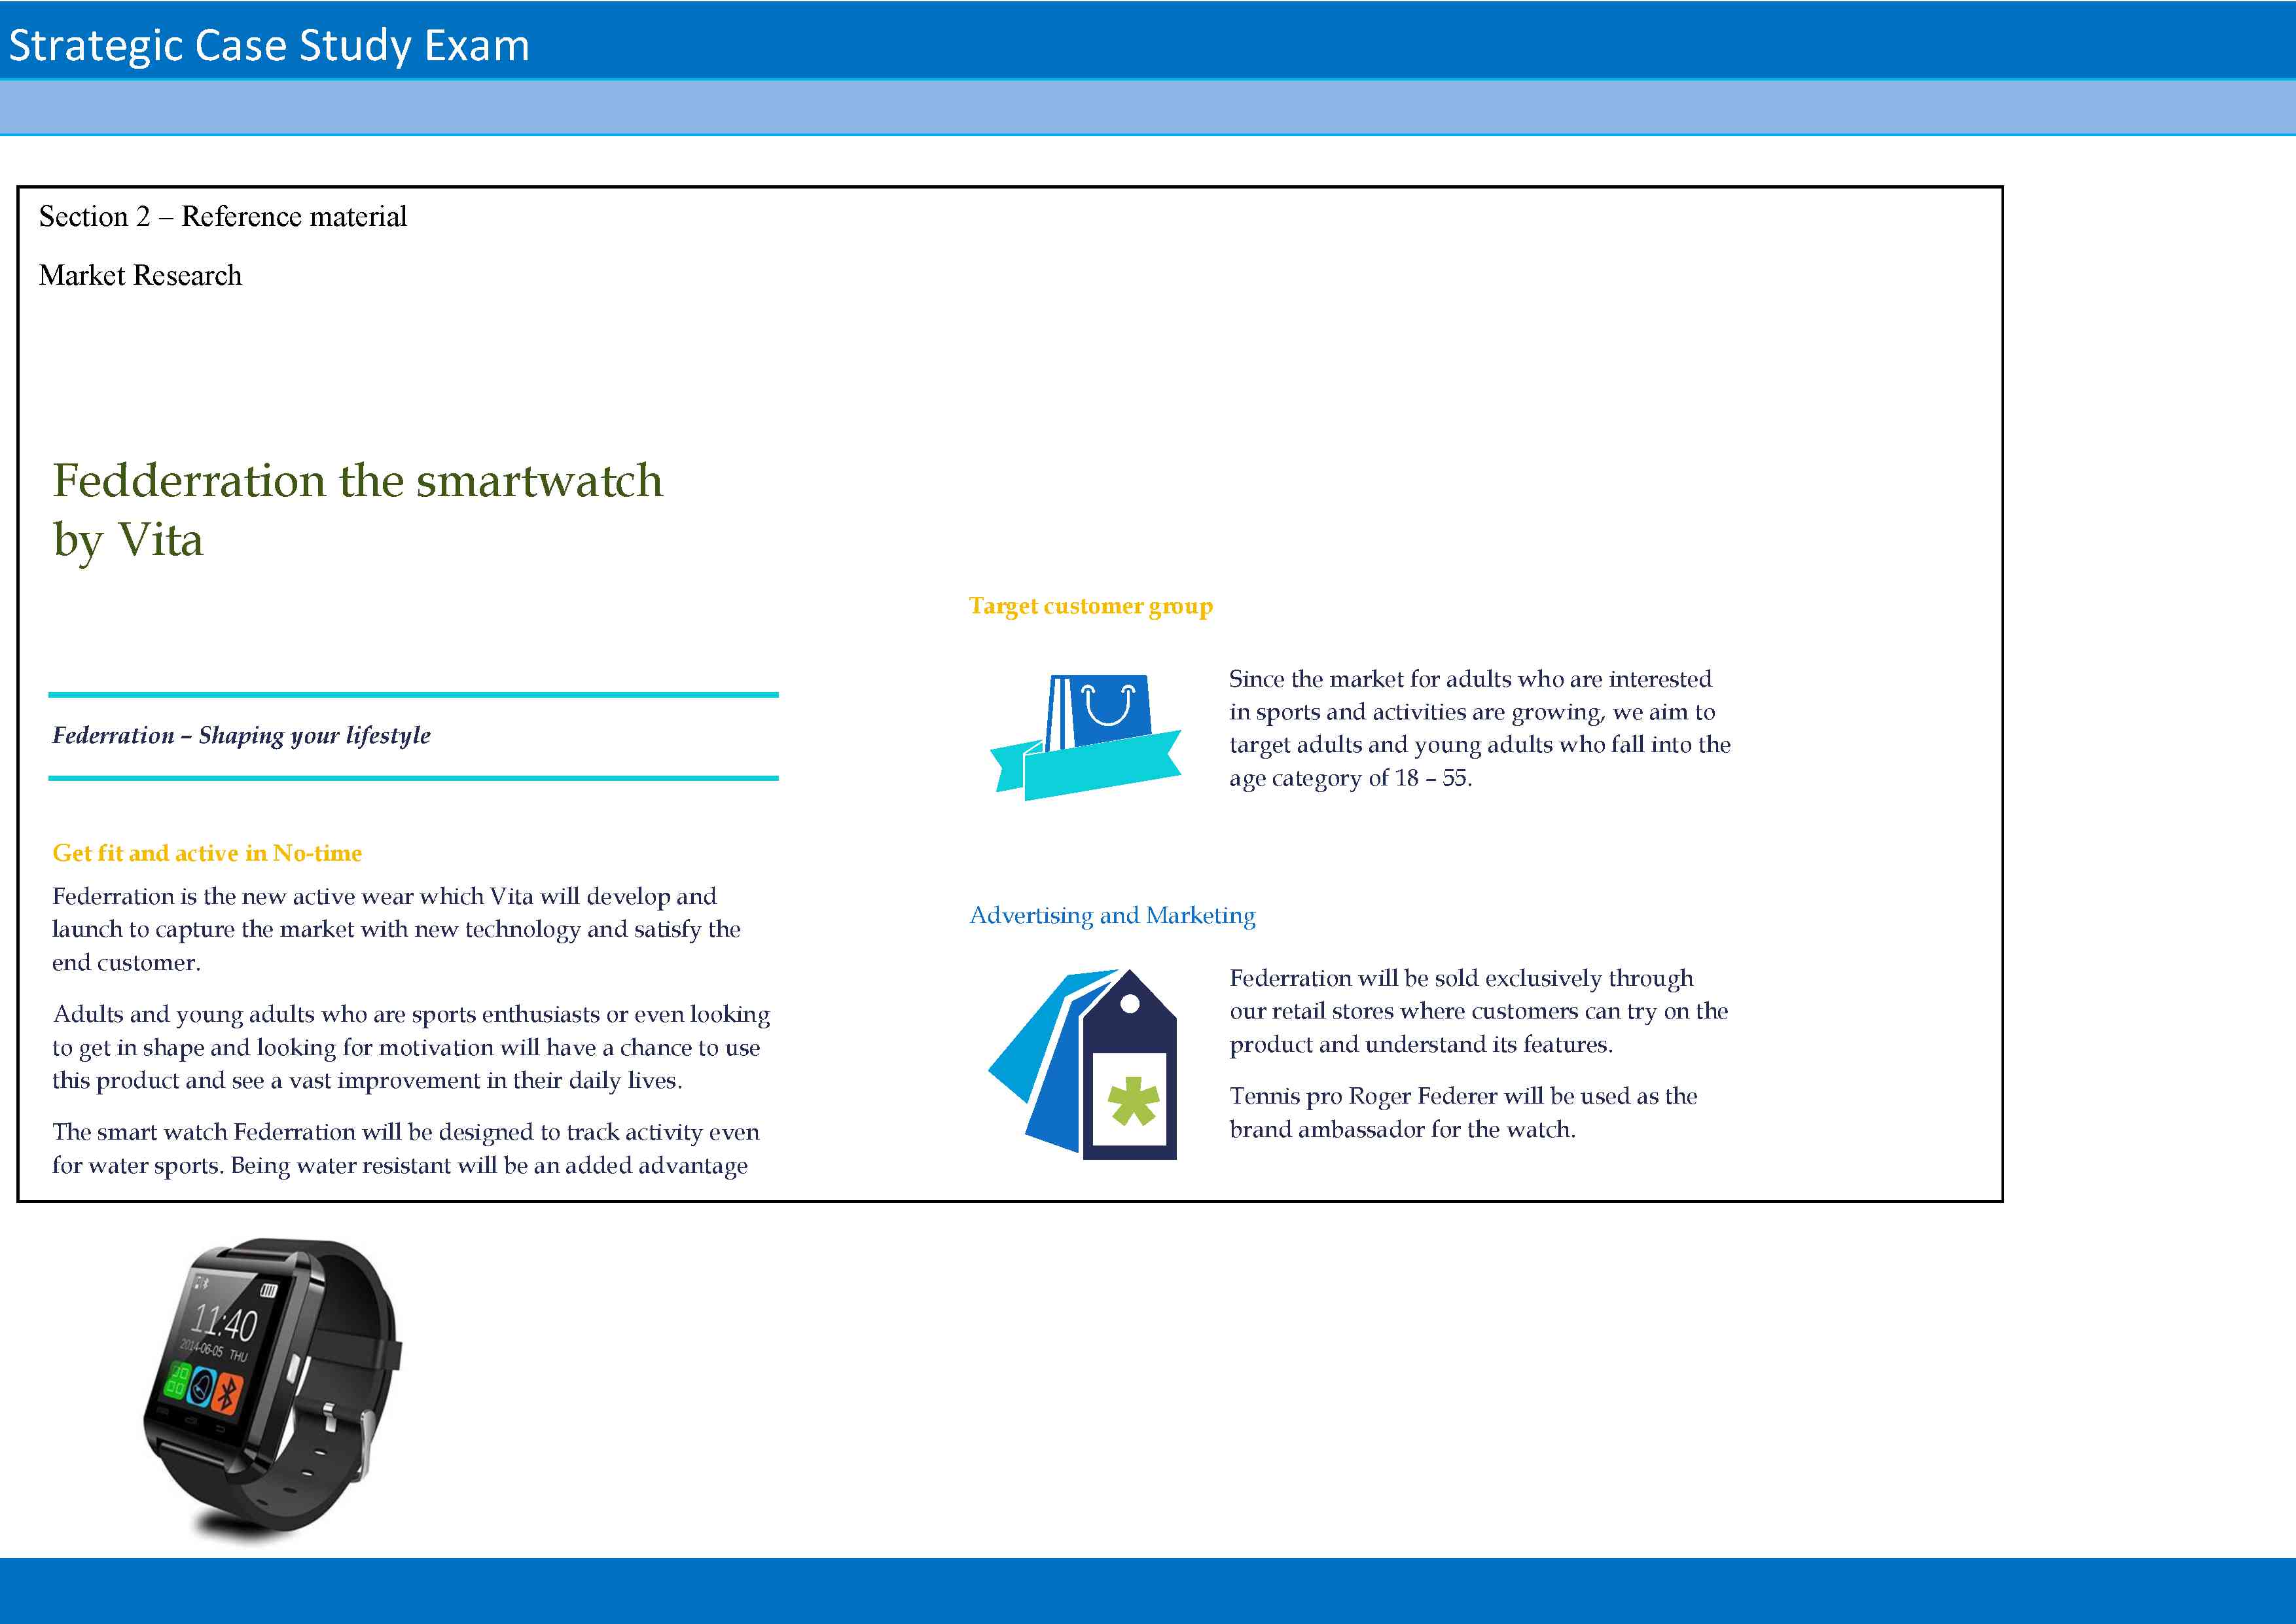 Strategic Case Study Exam
Section 2 – Reference material
Market Research
Fedderration the smartwatch
by Vita
Federration – Shaping your lifestyle
Get fit and active in No-time
Federration is the new active wear which Vita will develop and
launch to capture the market with new technology and satisfy the
end customer.
Adults and young adults who are sports enthusiasts or even looking
to get in shape and looking for motivation will have a chance to use
this product and see a vast improvement in their daily lives.
The smart watch Federration will be designed to track activity even
for water sports. Being water resistant will be an added advantage
Target customer group
Since the market for adults who are interested
in sports and activities are growing, we aim to
target adults and young adults who fall into the
age category of 18 – 55.
Advertising and Marketing
Federration will be sold exclusively through
our retail stores where customers can try on the
product and understand its features.
Tennis pro Roger Federer will be used as the
brand ambassador for the watch.
11:40
2014-06-05 THU